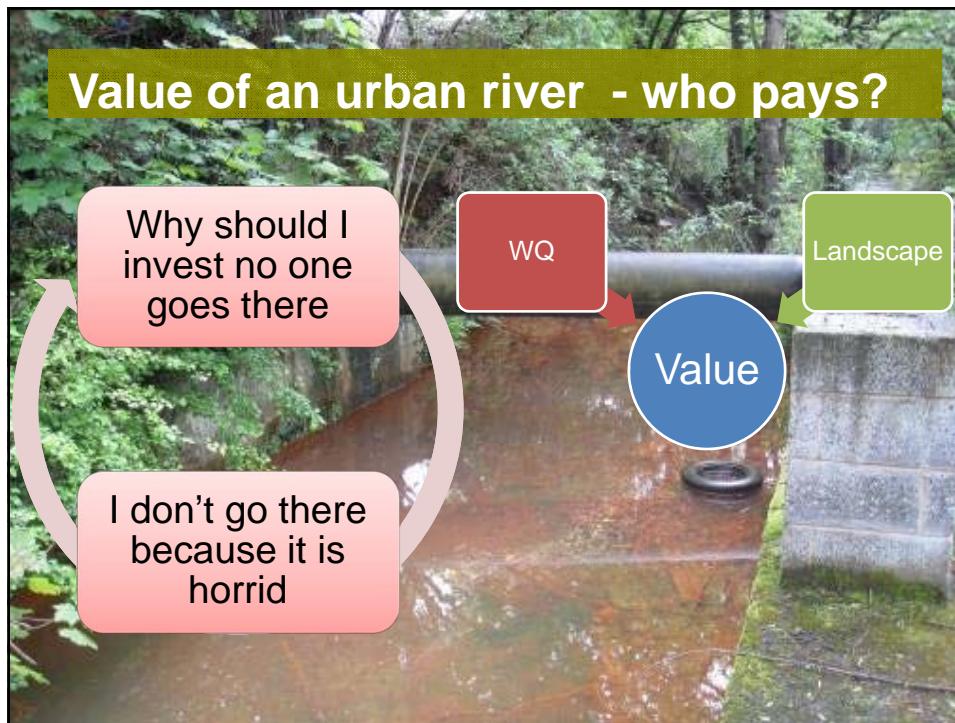 Value of an urban river - who pays?
Why should I
invest no one
goes there
WQ
Landscape
Value
I don’t go there
because it is
horrid